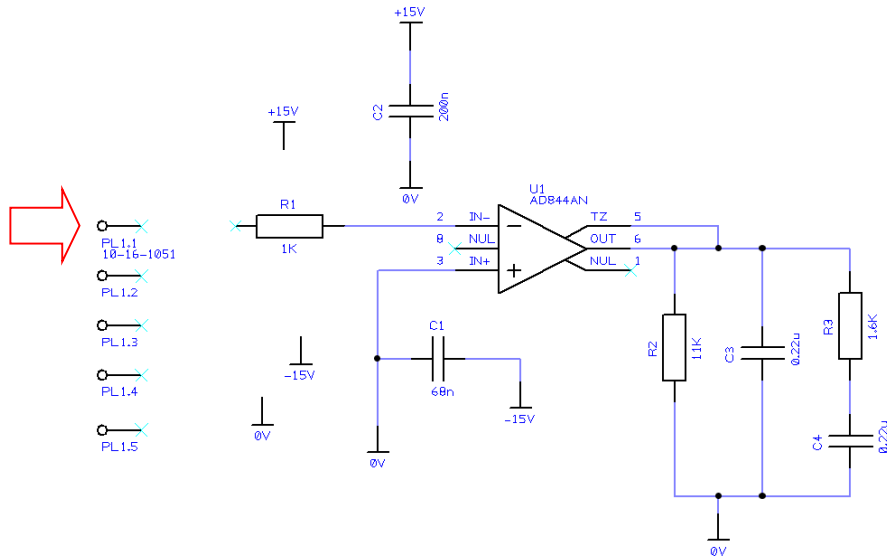 +15V
C2
200n
0V
+15V
R1
1K
PL1.1
10-16-1051
PL1.2
PL1.3
PL1.4
PL1.5
-15V
0V
U1
AD844AN
2 IN- TZ 5
8 NUL OUT 6
3 IN+ NUL 1
C1
68n
-15V
0V
R2
11K
C3
0.22u
R3
1.6K
C4
0.22u
0V